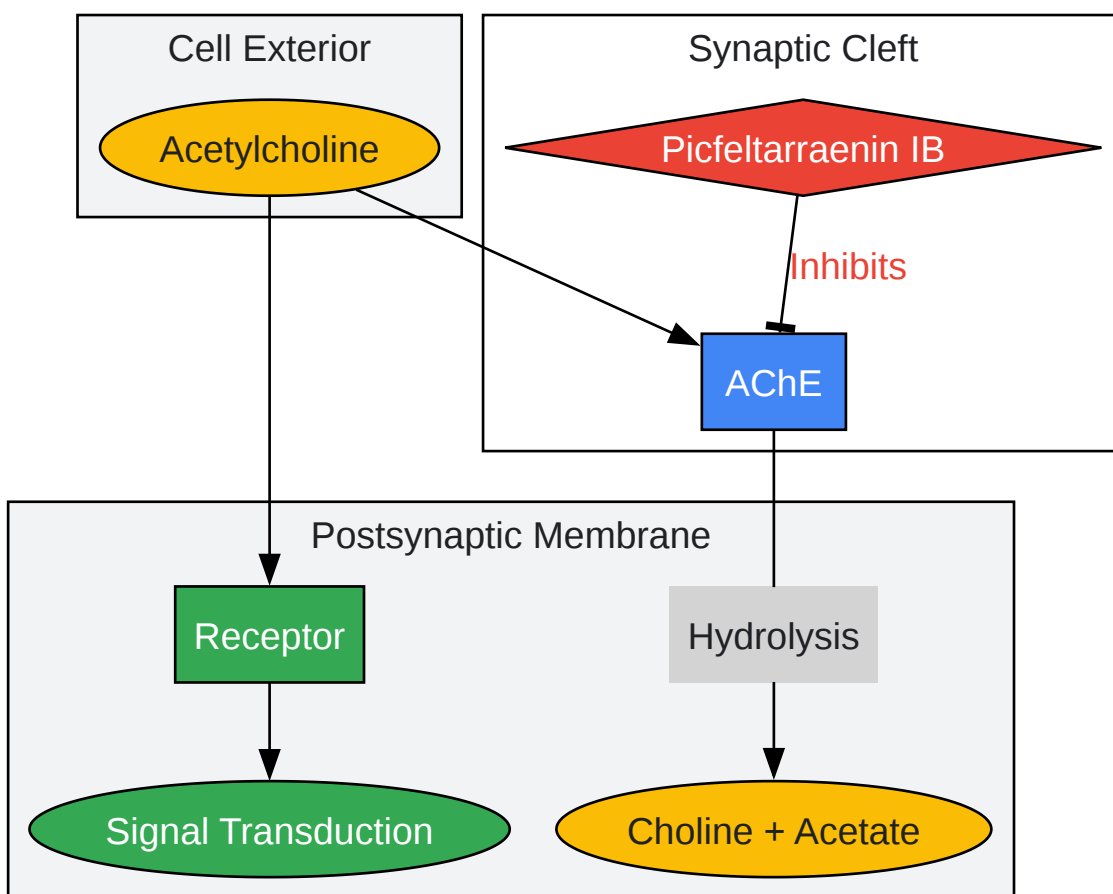 Cell Exterior
Synaptic Cleft
Acetylcholine
Picfeltarraenin IB
Inhibits
AChE
Postsynaptic Membrane
Receptor
Hydrolysis
Signal Transduction
Choline + Acetate